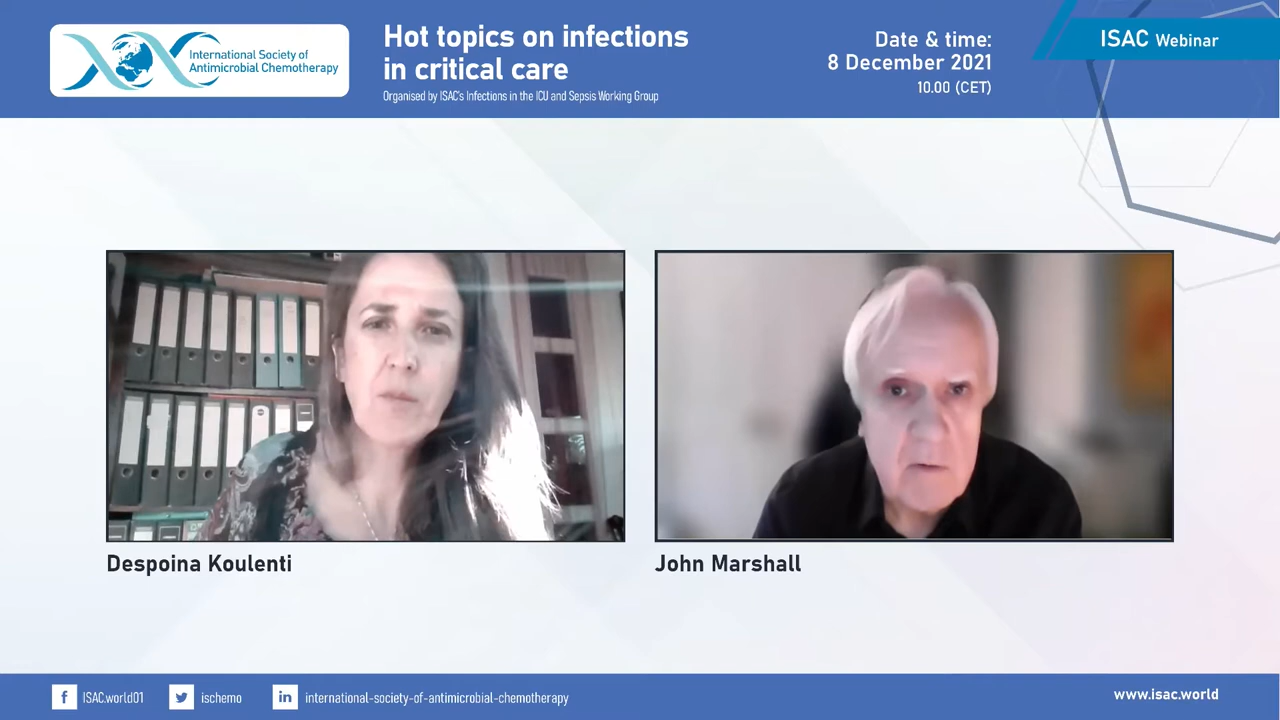 International Society of
Antimicrobial Chemotherapy
Hot topics on infections
in critical care
Organised by ISAC's Infections in the ICU and Sepsis Working Group
Date & time:
8 December 2021
10.00 (CET)
ISAC Webinar
Despoina Koulenti
John Marshall
f ISAC.world01
ischemo
in international-society-of-antimicrobial-chemotherapy
www.isac.world